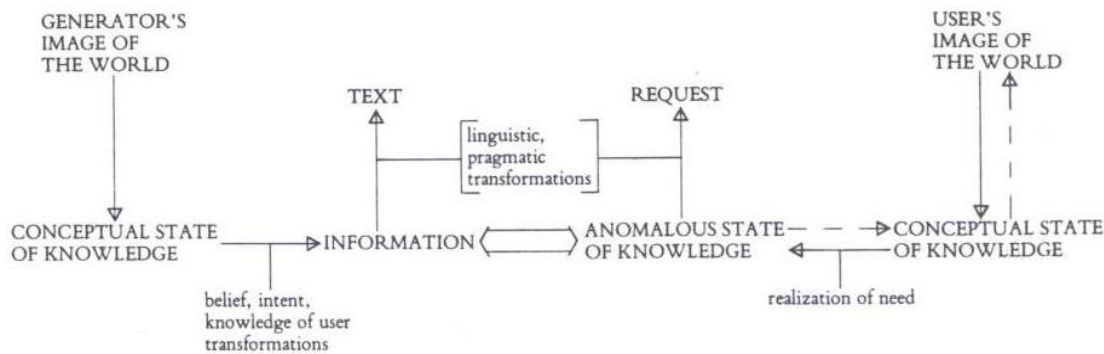 GENERATOR'S
IMAGE OF
THE WORLD
USER'S
IMAGE OF
THE WORLD
TEXT
REQUEST
linguistic,
pragmatic
transformations
CONCEPTUAL STATE
OF KNOWLEDGE
INFORMATION
ANOMALOUS STATE
OF KNOWLEDGE
CONCEPTUAL STATE
OF KNOWLEDGE
belief, intent,
knowledge of user
transformations
realization of need